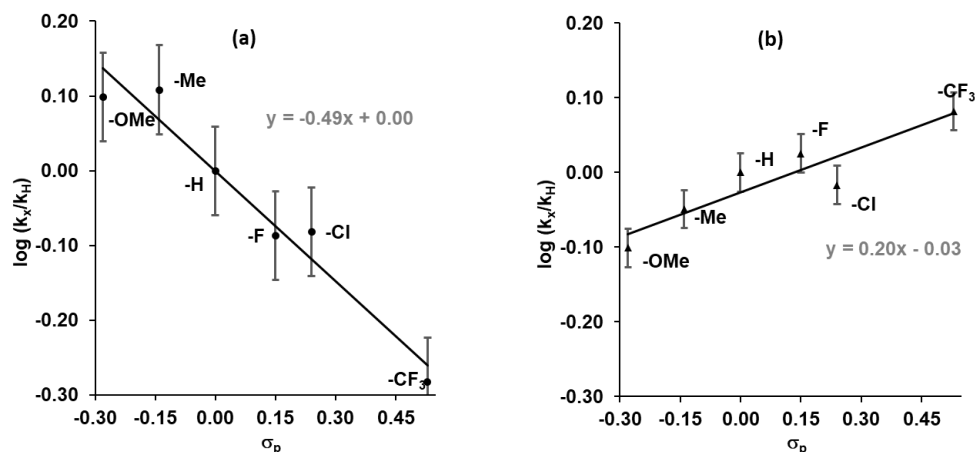 (a)
0.20
0.10
0.00
-0.10
-0.20
-0.30
log (kₓ/k_H)
-Me
-OMe
y = -0.49x + 0.00
-H
-F
-Cl
-CF₃
-0.30 -0.15 0.00 0.15 0.30 0.45
σₚ
(b)
0.20
0.10
0.00
-0.10
-0.20
-0.30
log (kₓ/k_H)
-CF₃
-F
-H
-Cl
-Me
-OMe
y = 0.20x - 0.03
-0.30 -0.15 0.00 0.15 0.30 0.45
σₚ